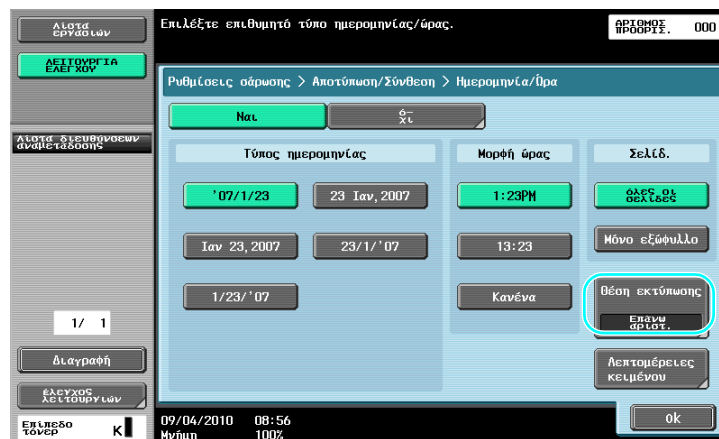 Λίστα
εργασιών
Επιλέξτε επιθυμητό τύπο ημερομηνίας/ώρας.
ΑΡΙΘΜΟΣ
ΠΡΟΟΡΙΣ.
000
ΛΕΙΤΟΥΡΓΙΑ
ΕΛΕΓΧΟΥ
Ρυθμίσεις σάρωσης > Αποτύπωση/Σύνθεση > Ημερομηνία/Ώρα
Ναι
ό-
χι
Λίστα διευθύνσεων
αναμετάδοσης
Τύπος ημερομηνίας
Μορφή ώρας
Σελίδ.
'07/1/23
23 Ιαν,2007
1:23PM
όλες οι
σελίδες
Ιαν 23,2007
23/1/'07
13:23
Μόνο εξώφυλλο
1/23/'07
Κανένα
Θέση εκτύπωσης
Επάνω
αριστ.
1/ 1
Διαγραφή
Λεπτομέρειες
κειμένου
έλεγχος
λειτουργιών
Επίπεδο
τόνερ
K
09/04/2010 08:56
Μνήμη 100%
ok